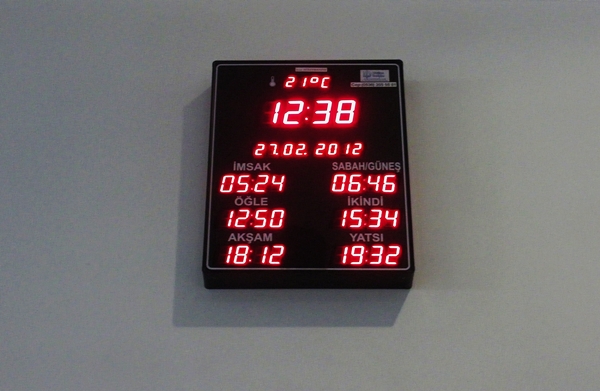 21°C
12:38
27.02.2012
İMSAK SABAH/GÜNEŞ
05:24 06:46
ÖĞLE İKİNDİ
12:50 15:34
AKŞAM YATSI
18:12 19:32